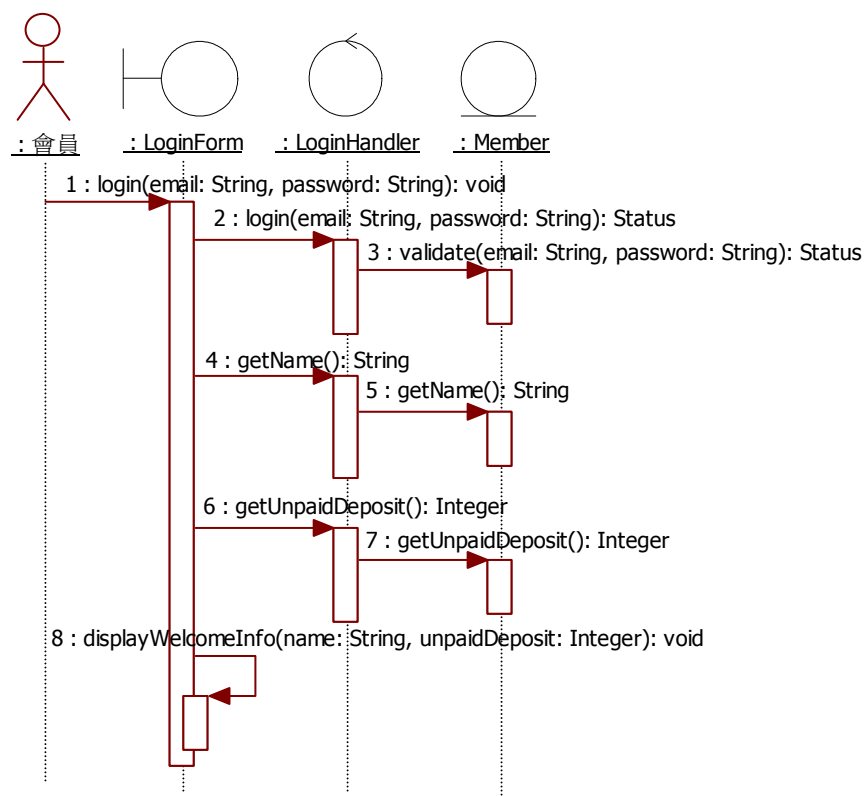 : 會員
: LoginForm
: LoginHandler
: Member
1 : login(email: String, password: String): void
2 : login(email: String, password: String): Status
3 : validate(email: String, password: String): Status
4 : getName(): String
5 : getName(): String
6 : getUnpaidDeposit(): Integer
7 : getUnpaidDeposit(): Integer
8 : displayWelcomeInfo(name: String, unpaidDeposit: Integer): void